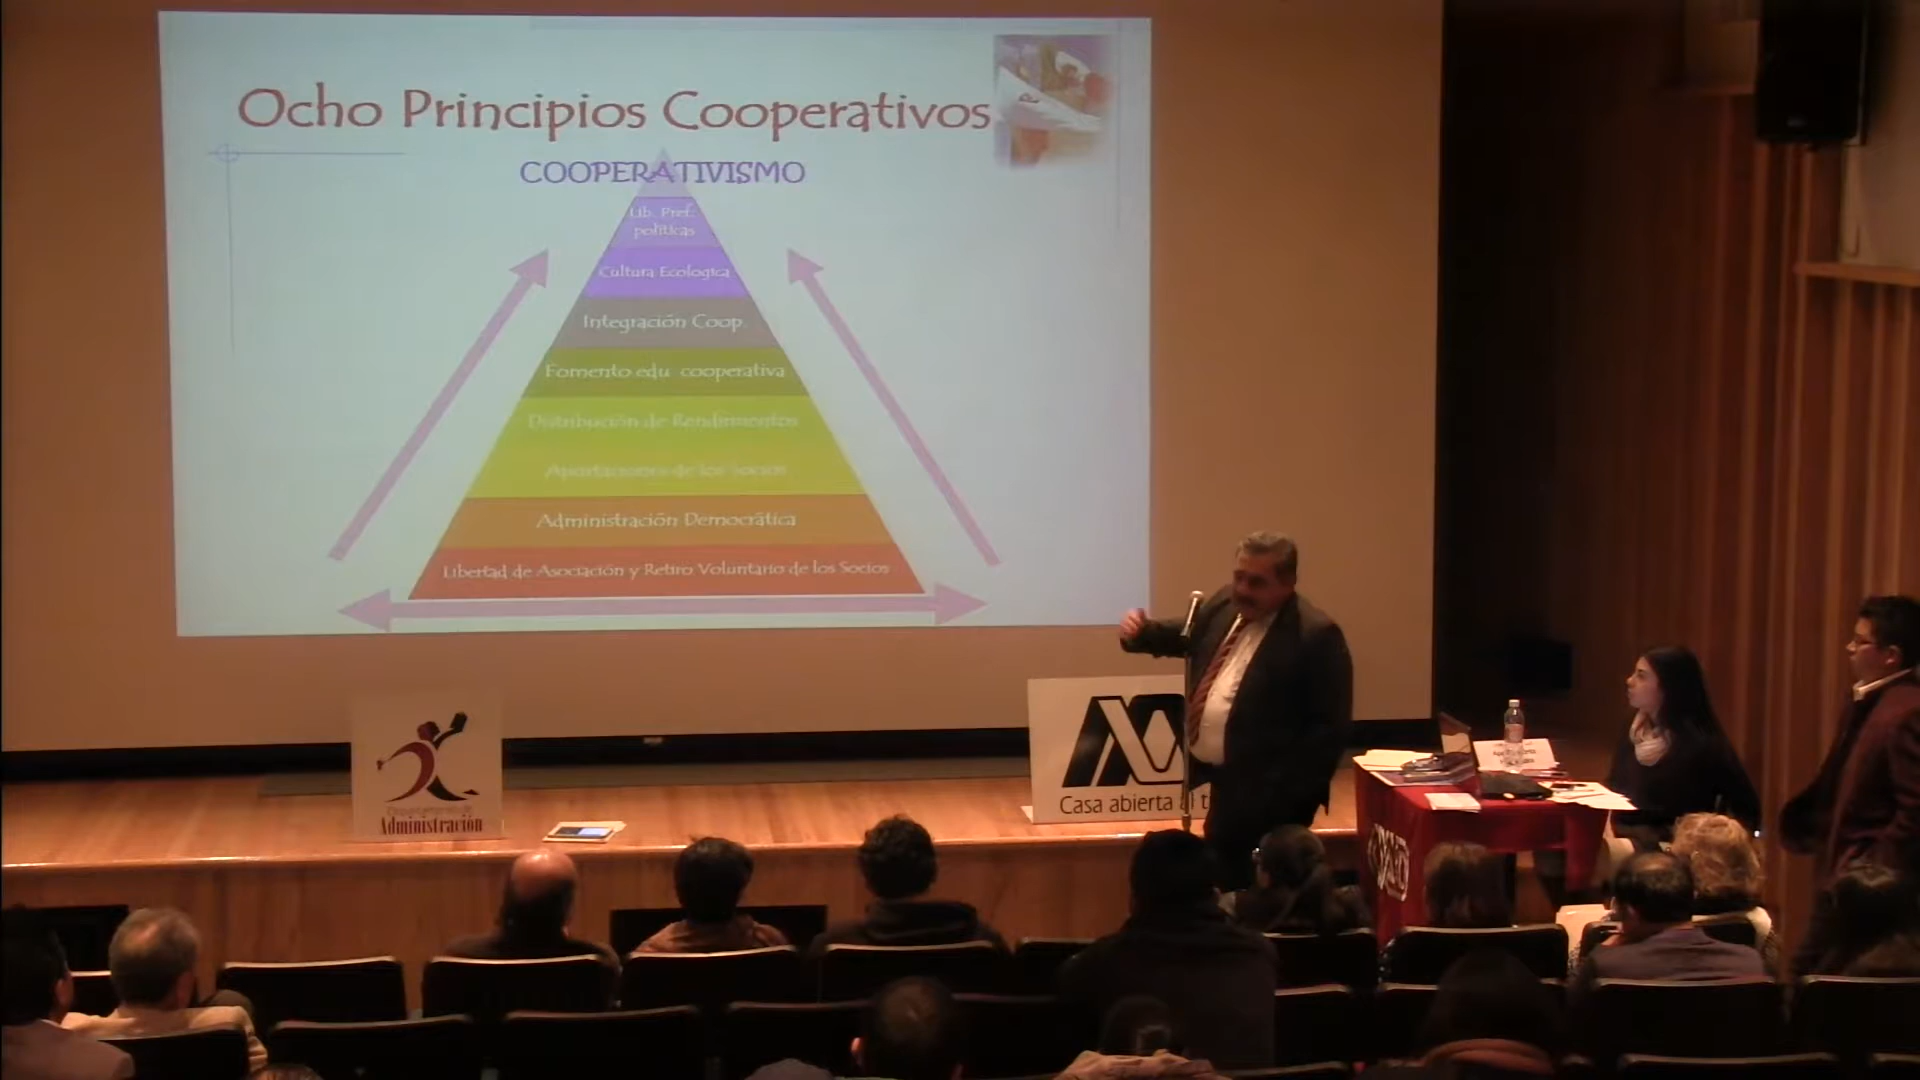 Ocho Principios Cooperativos
COOPERATIVISMO
Lib. Pref.
políticas
Cultura Ecologica
Integración Coop.
Fomento edu cooperativa
Distribución de Rendimientos
Aportaciones de los Socios
Administración Democrática
Libertad de Asociación y Retiro Voluntario de los Socios
Administración
Casa abierta al t